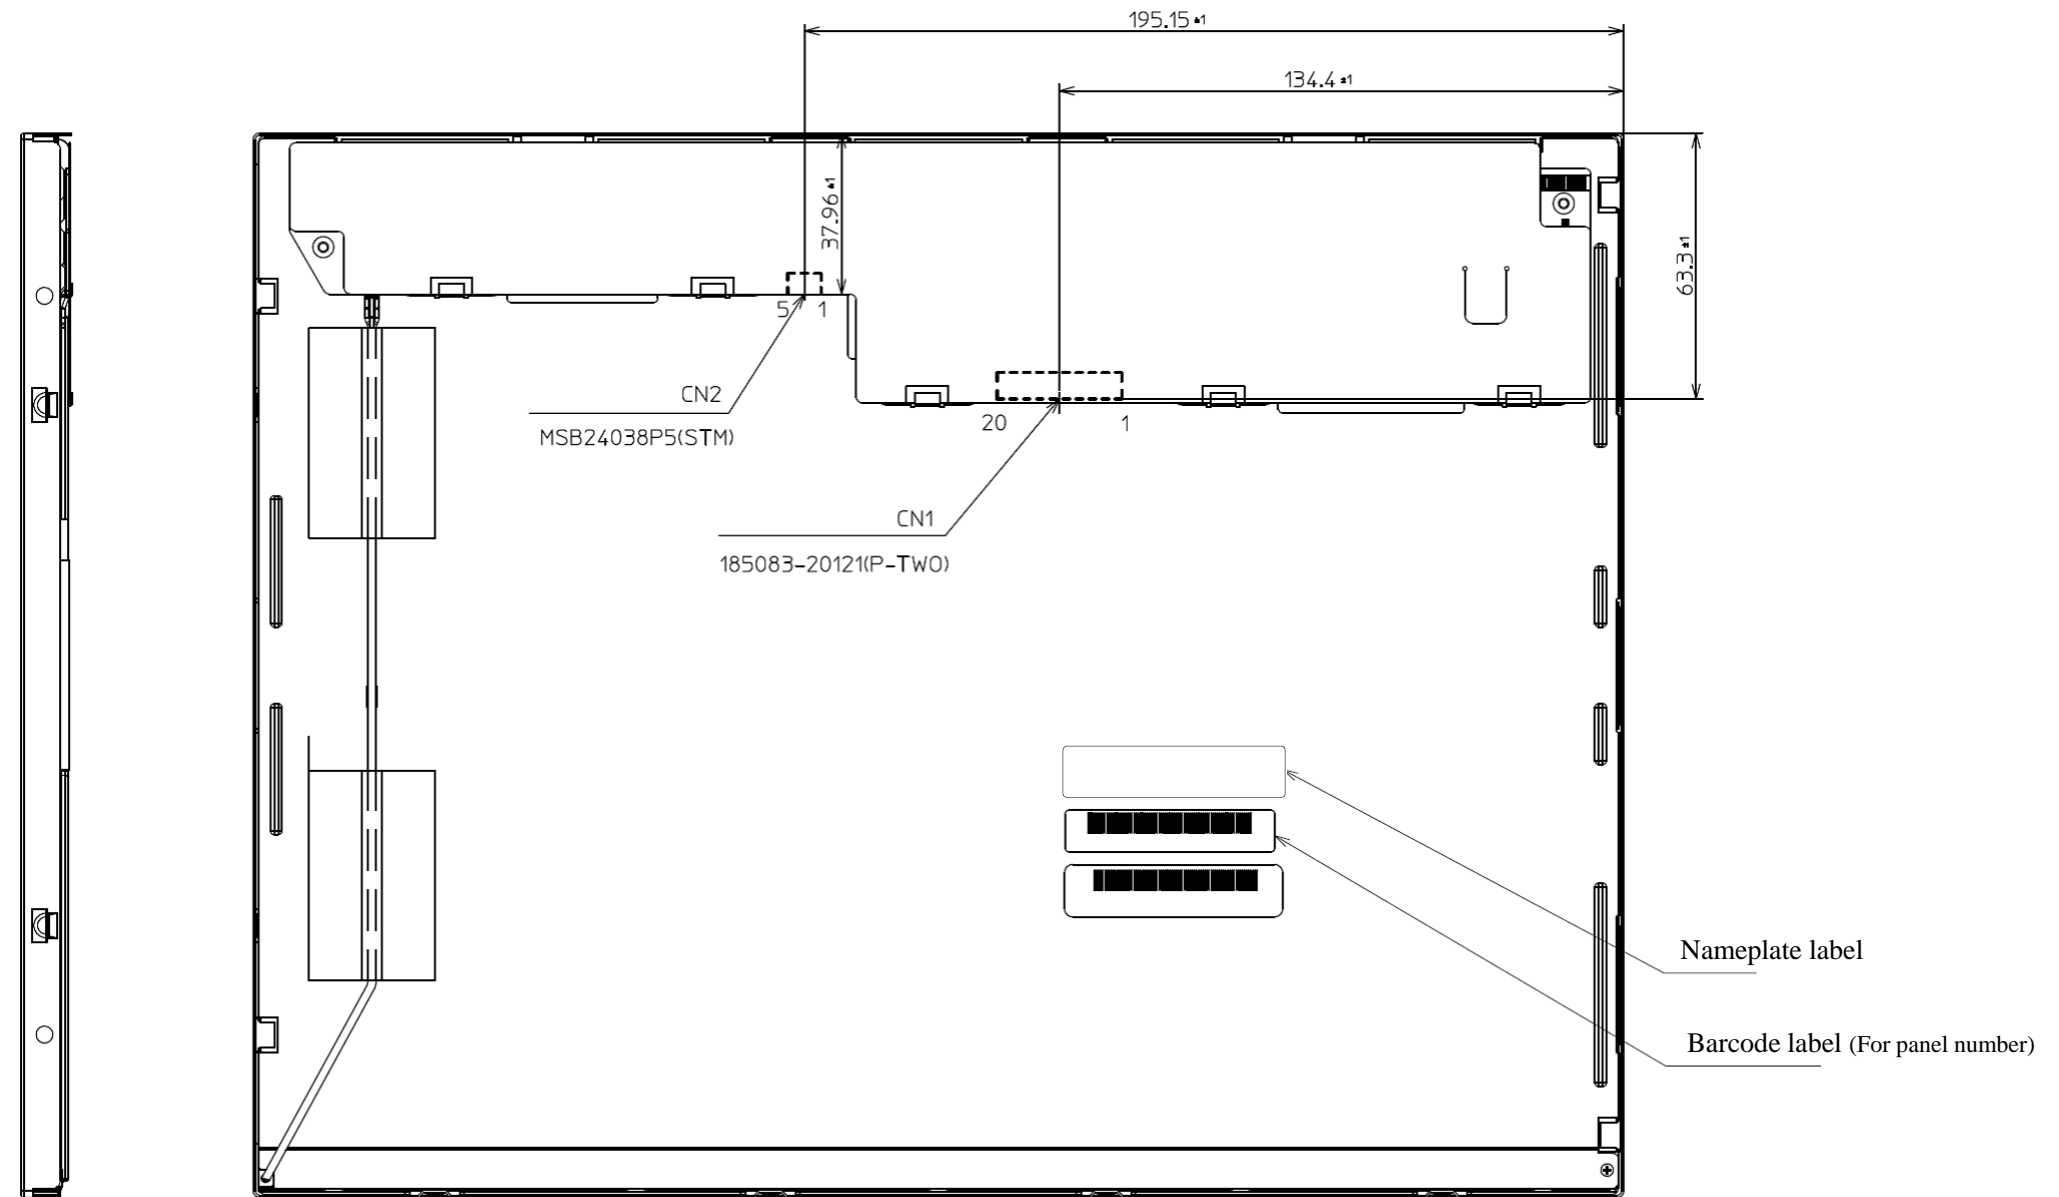 195.15 ±1
134.4 ±1
37.96 ±1
63.3 ±1
5 1
CN2
MSB24038P5(STM)
20 1
CN1
185083-20121(P-TWO)
Nameplate label
Barcode label (For panel number)